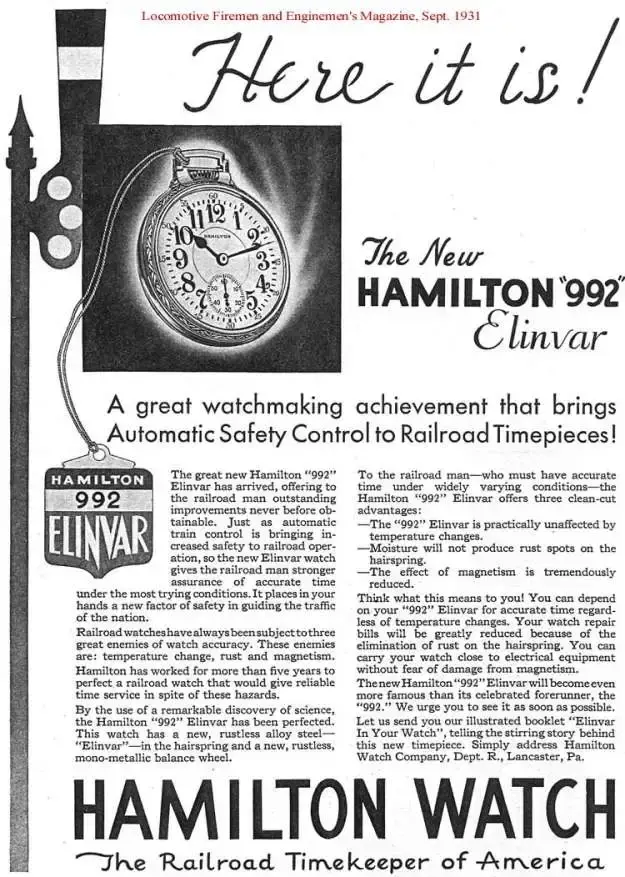 Locomotive Firemen and Enginemen's Magazine, Sept. 1931
Here it is!
60
12
1
2
3
8
9
10
11
HAMILTON
The New
HAMILTON "992"
Elinvar
A great watchmaking achievement that brings
Automatic Safety Control to Railroad Timepieces!
HAMILTON
992
ELINVAR
The great new Hamilton "992"
Elinvar has arrived, offering to
the railroad man outstanding
improvements never before ob-
tainable. Just as automatic
train control is bringing in-
creased safety to railroad oper-
ation, so the new Elinvar watch
gives the railroad man stronger
assurance of accurate time
under the most trying conditions. It places in your
hands a new factor of safety in guiding the traffic
of the nation.
Railroad watches have always been subject to three
great enemies of watch accuracy. These enemies
are: temperature change, rust and magnetism.
Hamilton has worked for more than five years to
perfect a railroad watch that would give reliable
time service in spite of these hazards.
By the use of a remarkable discovery of science,
the Hamilton "992" Elinvar has been perfected.
This watch has a new, rustless alloy steel—
"Elinvar"—in the hairspring and a new, rustless,
mono-metallic balance wheel.
To the railroad man—who must have accurate
time under widely varying conditions—the
Hamilton "992" Elinvar offers three clean-cut
advantages:
—The "992" Elinvar is practically unaffected by
temperature changes.
—Moisture will not produce rust spots on the
hairspring.
—The effect of magnetism is tremendously
reduced.
Think what this means to you! You can depend
on your "992" Elinvar for accurate time regard-
less of temperature changes. Your watch repair
bills will be greatly reduced because of the
elimination of rust on the hairspring. You can
carry your watch close to electrical equipment
without fear of damage from magnetism.
The new Hamilton "992" Elinvar will become even
more famous than its celebrated forerunner, the
"992." We urge you to see it as soon as possible.
Let us send you our illustrated booklet "Elinvar
In Your Watch", telling the stirring story behind
this new timepiece. Simply address Hamilton
Watch Company, Dept. R., Lancaster, Pa.
HAMILTON WATCH
The Railroad Timekeeper of America